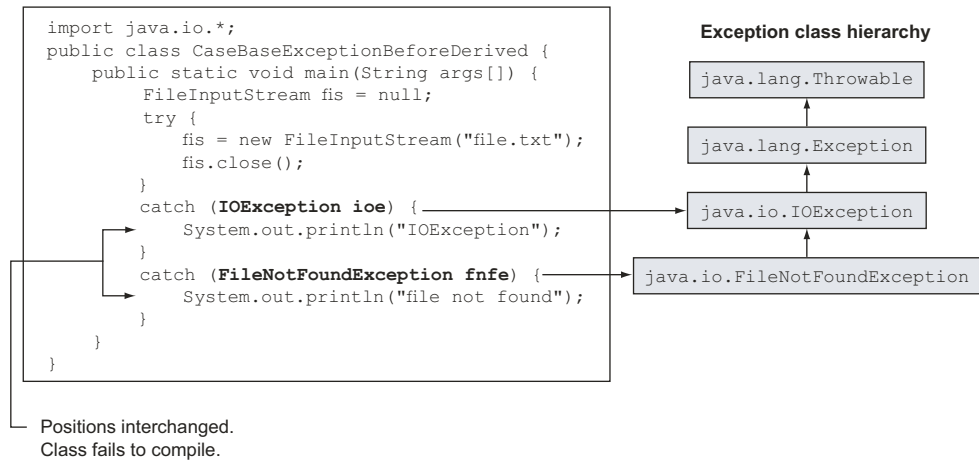 import java.io.*;
public class CaseBaseExceptionBeforeDerived {
    public static void main(String args[]) {
        FileInputStream fis = null;
        try {
            fis = new FileInputStream("file.txt");
            fis.close();
        }
        catch (IOException ioe) {
            System.out.println("IOException");
        }
        catch (FileNotFoundException fnfe) {
            System.out.println("file not found");
        }
    }
}
Exception class hierarchy
java.lang.Throwable
java.lang.Exception
java.io.IOException
java.io.FileNotFoundException
Positions interchanged.
Class fails to compile.